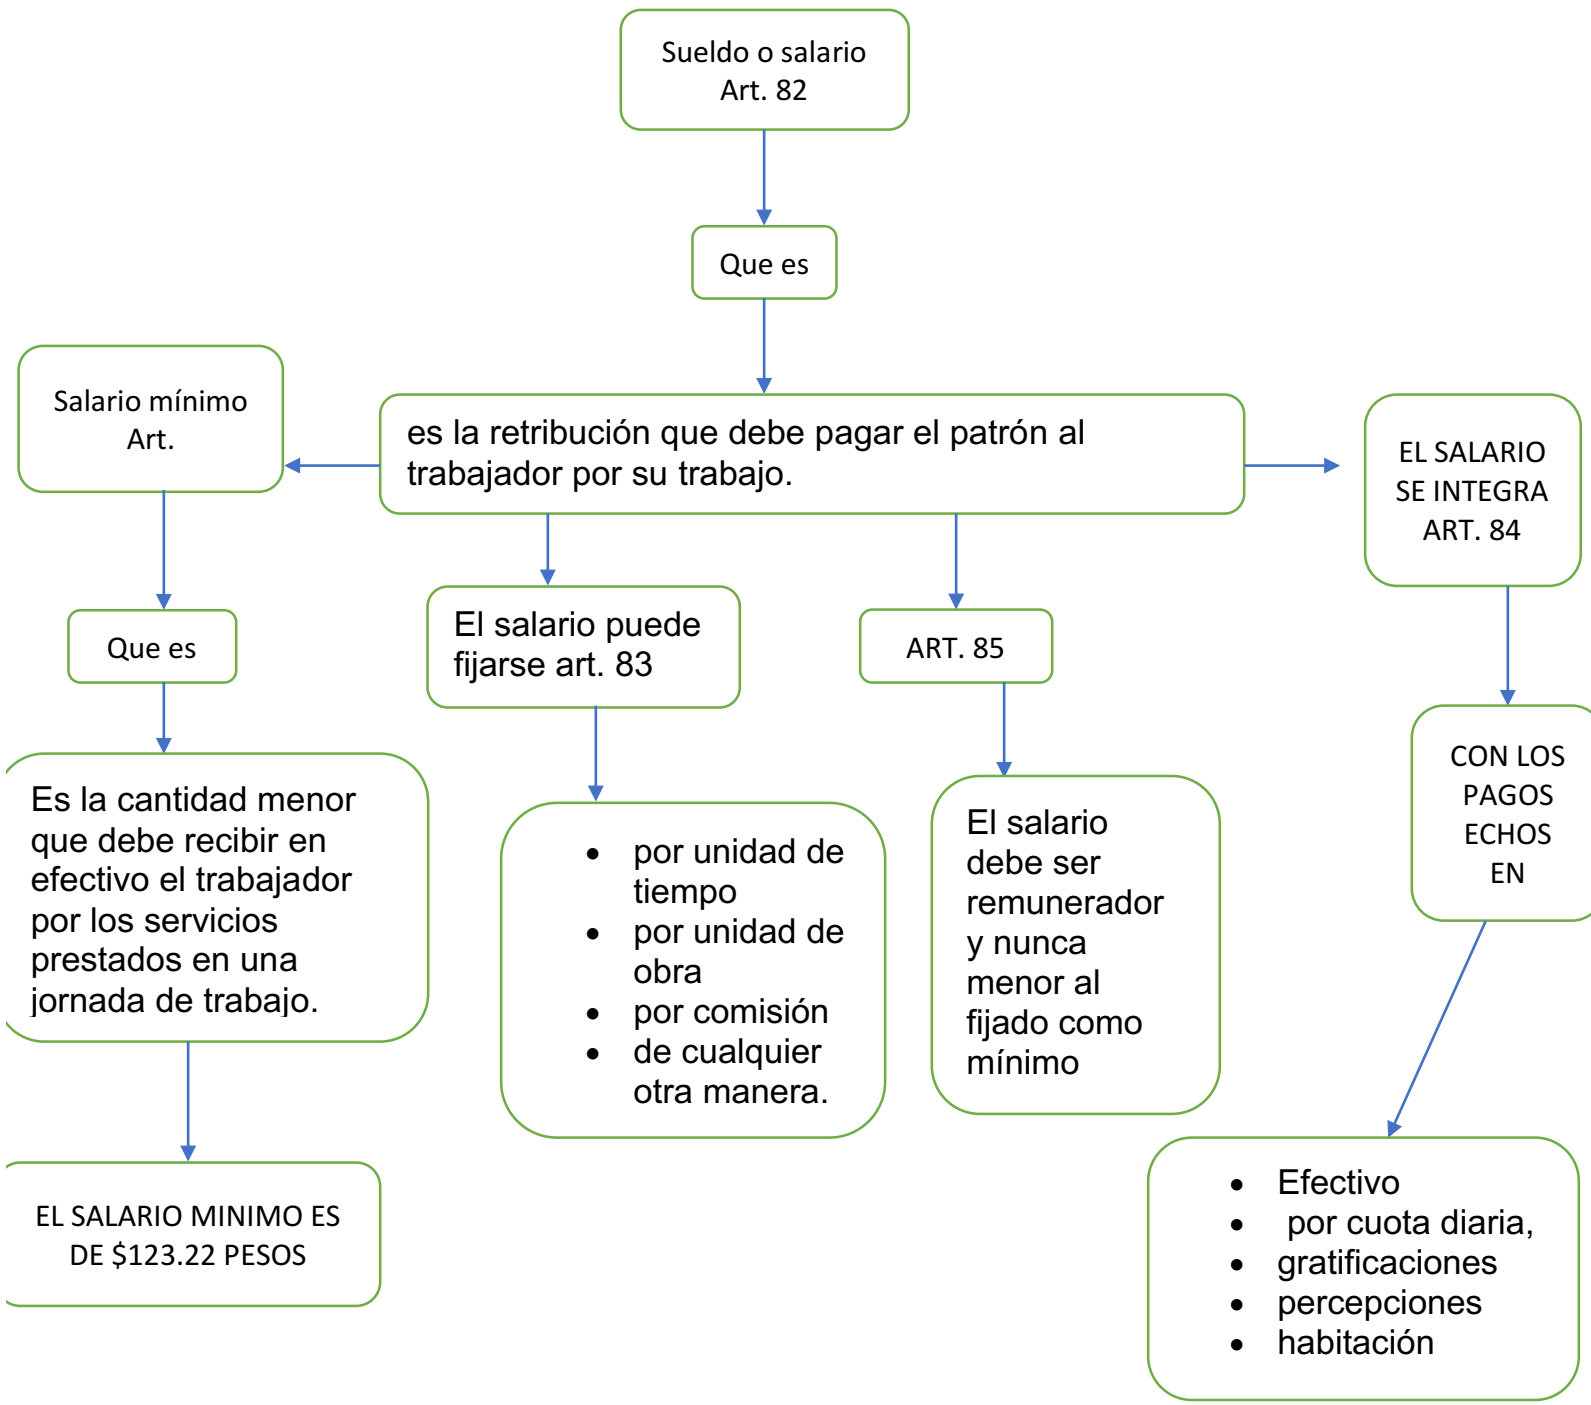 Sueldo o salario
Art. 82
Que es
Salario mínimo
Art.
es la retribución que debe pagar el patrón al
trabajador por su trabajo.
EL SALARIO
SE INTEGRA
ART. 84
Que es
El salario puede
fijarse art. 83
ART. 85
Es la cantidad menor
que debe recibir en
efectivo el trabajador
por los servicios
prestados en una
jornada de trabajo.
• por unidad de
tiempo
• por unidad de
obra
• por comisión
• de cualquier
otra manera.
El salario
debe ser
remunerador
y nunca
menor al
fijado como
mínimo
CON LOS
PAGOS
ECHOS
EN
EL SALARIO MINIMO ES
DE $123.22 PESOS
• Efectivo
• por cuota diaria,
• gratificaciones
• percepciones
• habitación